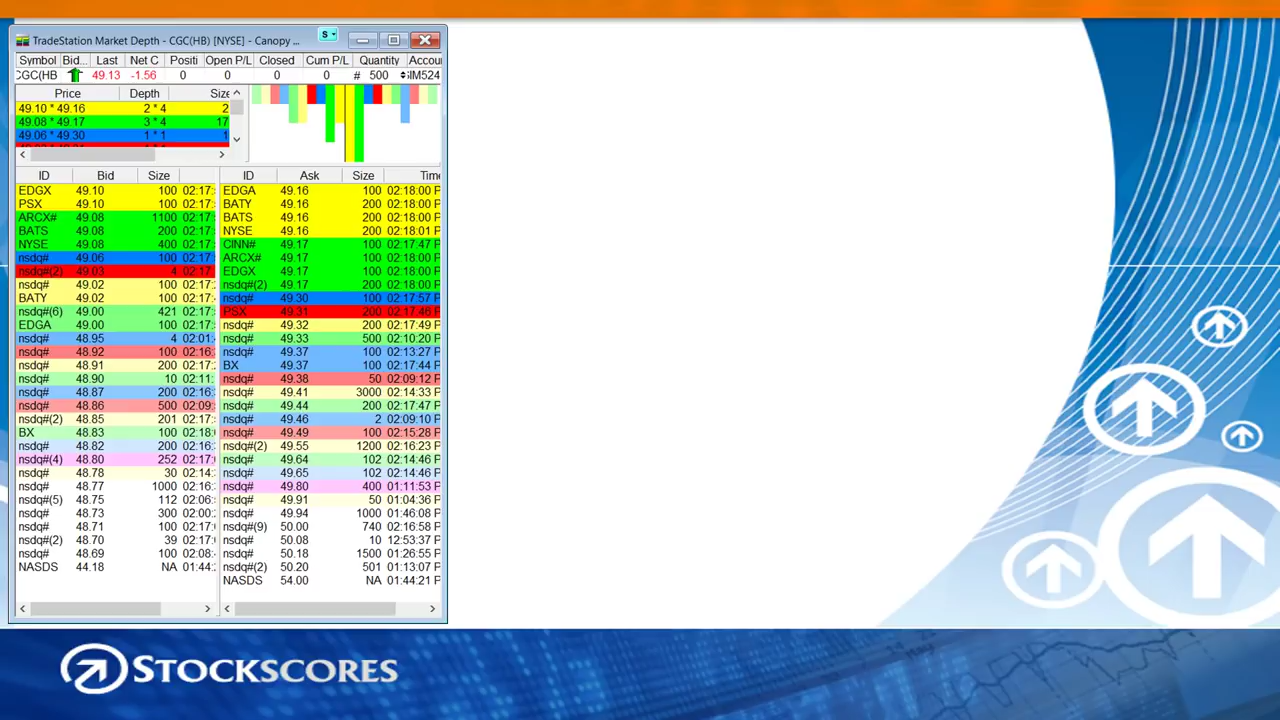 TradeStation Market Depth - CGC(HB) [NYSE] - Canopy ...
S
Symbol Bid... Last Net C Positi Open P/L Closed Cum P/L Quantity Accou
CGC(HB 49.13 -1.56 0 0 0 0 # 500 SIM524
Price Depth Size
49.10 * 49.16 2 * 4 2
49.08 * 49.17 3 * 4 17
49.06 * 49.30 1 * 1 1
ID Bid Size ID Ask Size Time
EDGX 49.10 100 02:17: EDGA 49.16 100 02:18:00 P
PSX 49.10 100 02:17: BATY 49.16 200 02:18:00 P
ARCX# 49.08 1100 02:17: BATS 49.16 200 02:18:00 P
BATS 49.08 200 02:17: NYSE 49.16 200 02:18:01 P
NYSE 49.08 400 02:17: CINN# 49.17 100 02:17:47 P
nsdq# 49.06 100 02:17: ARCX# 49.17 100 02:18:00 P
nsdq#(2) 49.03 4 02:17: EDGX 49.17 100 02:18:00 P
nsdq# 49.02 100 02:17: nsdq#(2) 49.17 200 02:18:00 P
BATY 49.02 100 02:17: nsdq# 49.30 100 02:17:57 P
nsdq#(6) 49.00 421 02:17: PSX 49.31 200 02:17:46 P
EDGA 49.00 100 02:17: nsdq# 49.32 200 02:17:49 P
nsdq# 48.95 4 02:01: nsdq# 49.33 500 02:10:20 P
nsdq# 48.92 100 02:16: nsdq# 49.37 100 02:13:27 P
nsdq# 48.91 200 02:17: BX 49.37 100 02:17:44 P
nsdq# 48.90 10 02:11: nsdq# 49.38 50 02:09:12 P
nsdq# 48.87 200 02:16: nsdq# 49.41 3000 02:14:33 P
nsdq# 48.86 500 02:09: nsdq# 49.44 200 02:17:47 P
nsdq#(2) 48.85 201 02:17: nsdq# 49.46 2 02:09:10 P
BX 48.83 100 02:18: nsdq# 49.49 100 02:15:28 P
nsdq# 48.82 200 02:16: nsdq#(2) 49.55 1200 02:16:23 P
nsdq#(4) 48.80 252 02:17: nsdq# 49.64 102 02:14:46 P
nsdq# 48.78 30 02:14: nsdq# 49.65 102 02:14:46 P
nsdq# 48.77 1000 02:16: nsdq# 49.80 400 01:11:53 P
nsdq#(5) 48.75 112 02:06: nsdq# 49.91 50 01:04:36 P
nsdq# 48.73 300 02:00: nsdq# 49.94 1000 01:46:08 P
nsdq# 48.71 100 02:17: nsdq#(9) 50.00 740 02:16:58 P
nsdq#(2) 48.70 39 02:17: nsdq# 50.08 10 12:53:37 P
nsdq# 48.69 100 02:08: nsdq# 50.18 1500 01:26:55 P
NASDS 44.18 NA 01:44: nsdq#(2) 50.20 501 01:13:07 P
NASDS 54.00 NA 01:44:21 P
STOCKSCORES